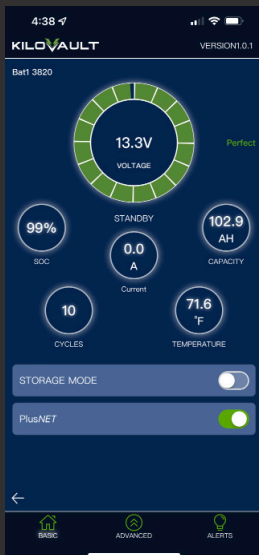 4:38
KILOVAULT
VERSION1.0.1
Bat1 3820
13.3V
VOLTAGE
Perfect
STANDBY
99%
SOC
0.0
A
Current
102.9
AH
CAPACITY
10
CYCLES
71.6
°F
TEMPERATURE
STORAGE MODE
PlusNET
BASIC
ADVANCED
ALERTS